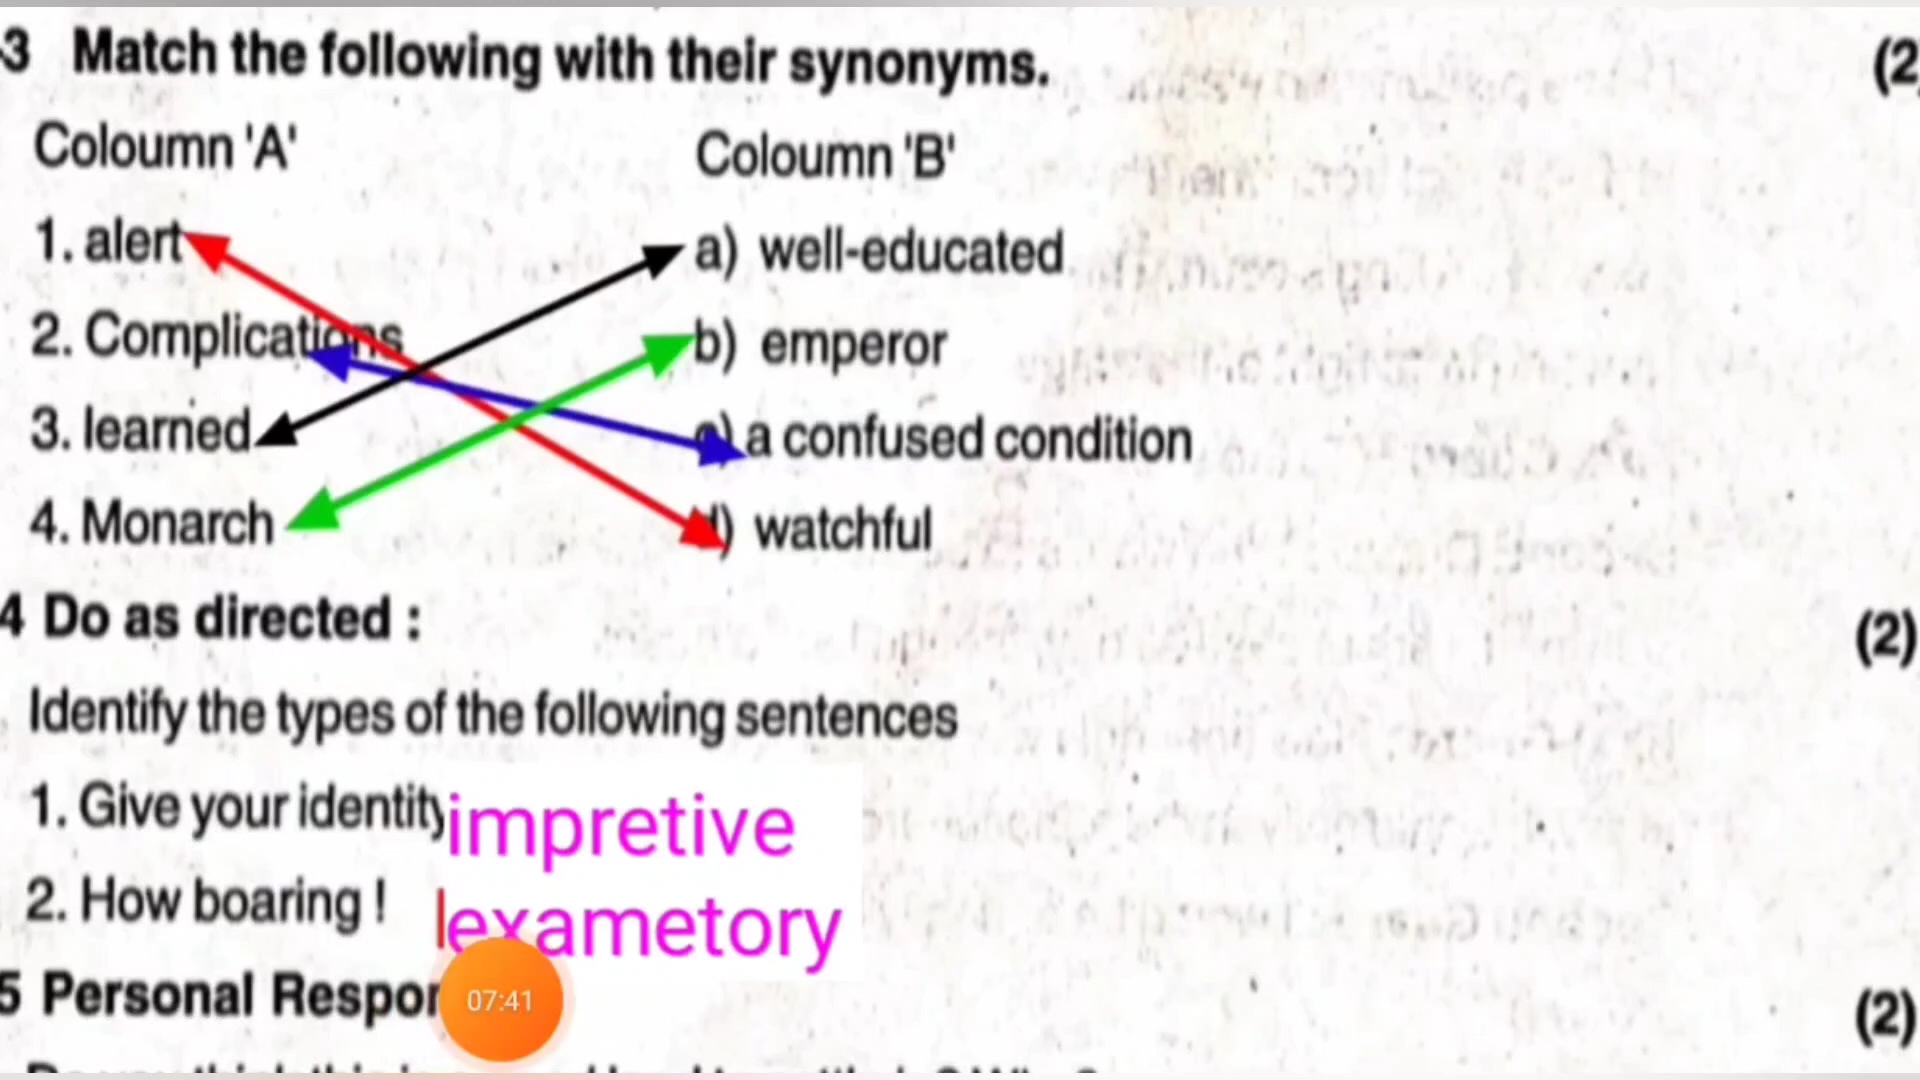 3 Match the following with their synonyms. (2
Coloumn 'A' Coloumn 'B'
1. alert a) well-educated
2. Complications b) emperor
3. learned c) a confused condition
4. Monarch d) watchful
4 Do as directed : (2)
Identify the types of the following sentences
1. Give your identity impretive
2. How boaring ! exametory
5 Personal Respon (2)
07:41